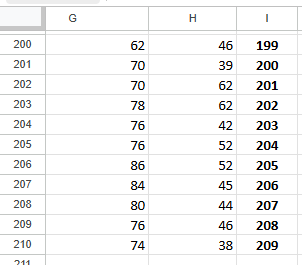 G H I
200 62 46 199
201 70 39 200
202 70 62 201
203 78 62 202
204 76 42 203
205 76 52 204
206 86 52 205
207 84 45 206
208 80 44 207
209 76 46 208
210 74 38 209
211